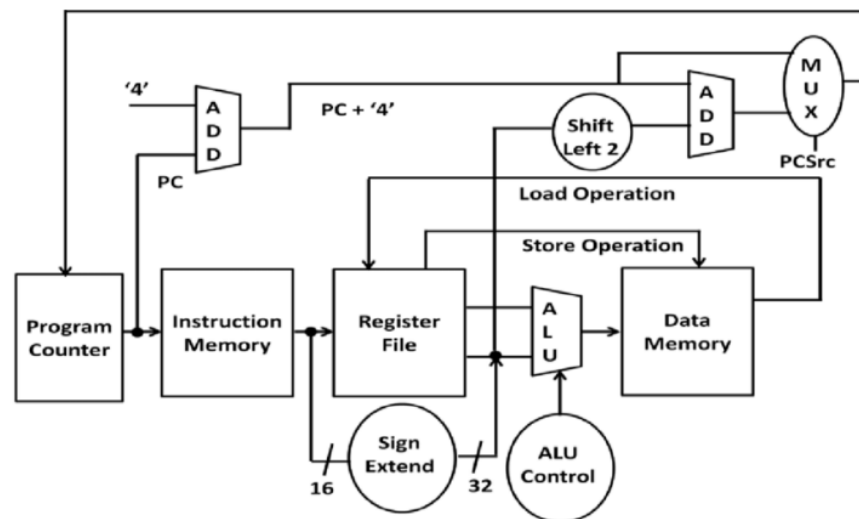 ‘4’
A
D
D
PC + ‘4’
PC
Shift
Left 2
A
D
D
M
U
X
PCSrc
Load Operation
Store Operation
Program
Counter
Instruction
Memory
Register
File
A
L
U
Data
Memory
Sign
Extend
16
32
ALU
Control